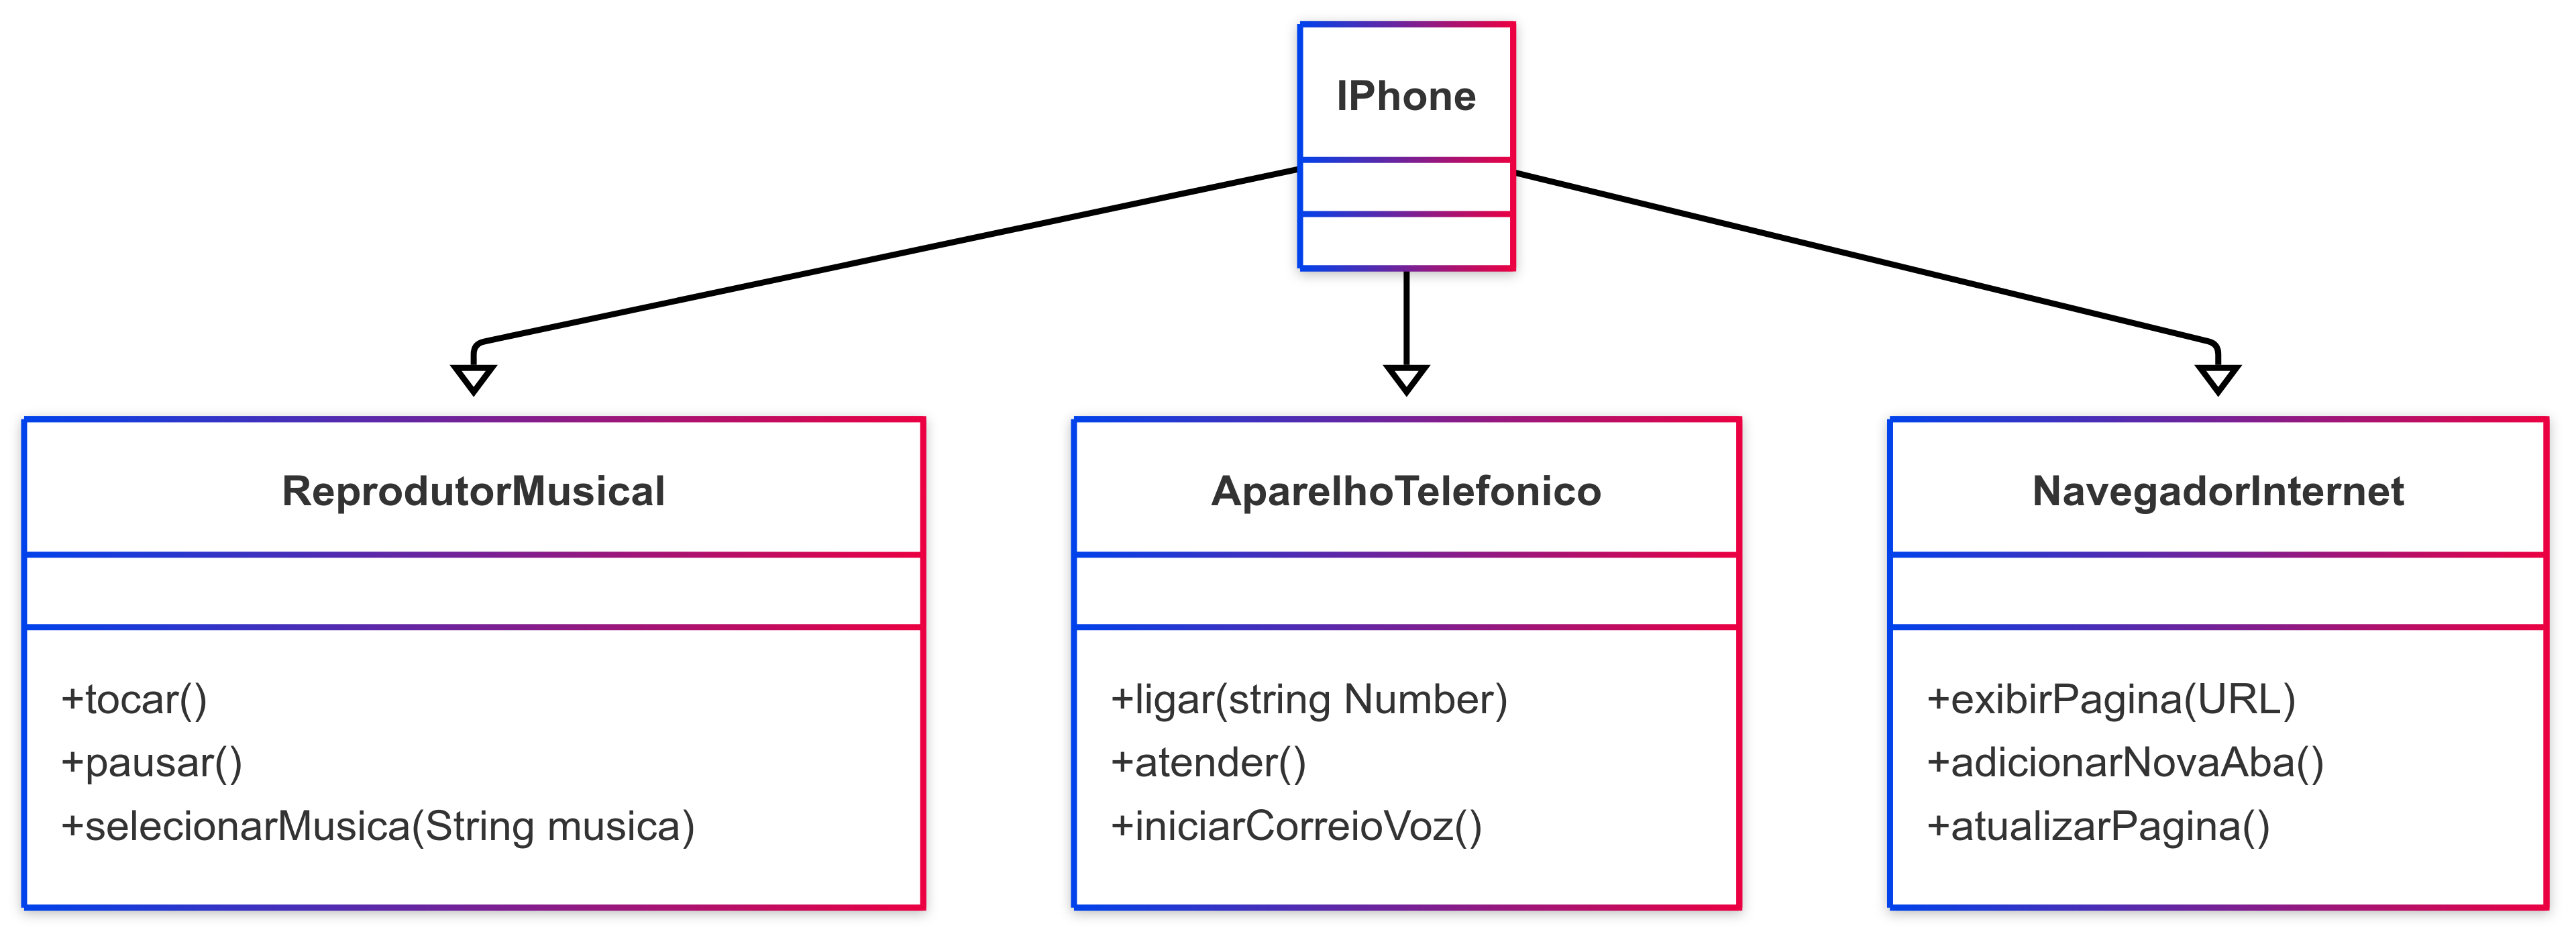 IPhone
ReprodutorMusical
+tocar()
+pausar()
+selecionarMusica(String musica)
AparelhoTelefonico
+ligar(string Number)
+atender()
+iniciarCorreioVoz()
NavegadorInternet
+exibirPagina(URL)
+adicionarNovaAba()
+atualizarPagina()